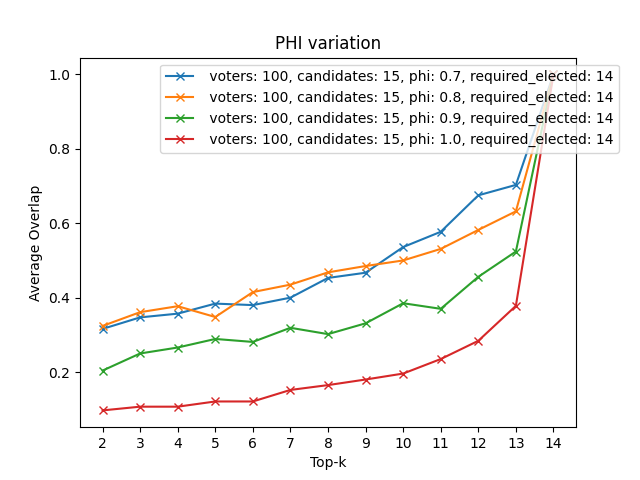 PHI variation
voters: 100, candidates: 15, phi: 0.7, required_elected: 14
voters: 100, candidates: 15, phi: 0.8, required_elected: 14
voters: 100, candidates: 15, phi: 0.9, required_elected: 14
voters: 100, candidates: 15, phi: 1.0, required_elected: 14
Average Overlap
1.0
0.8
0.6
0.4
0.2
2 3 4 5 6 7 8 9 10 11 12 13 14
Top-k